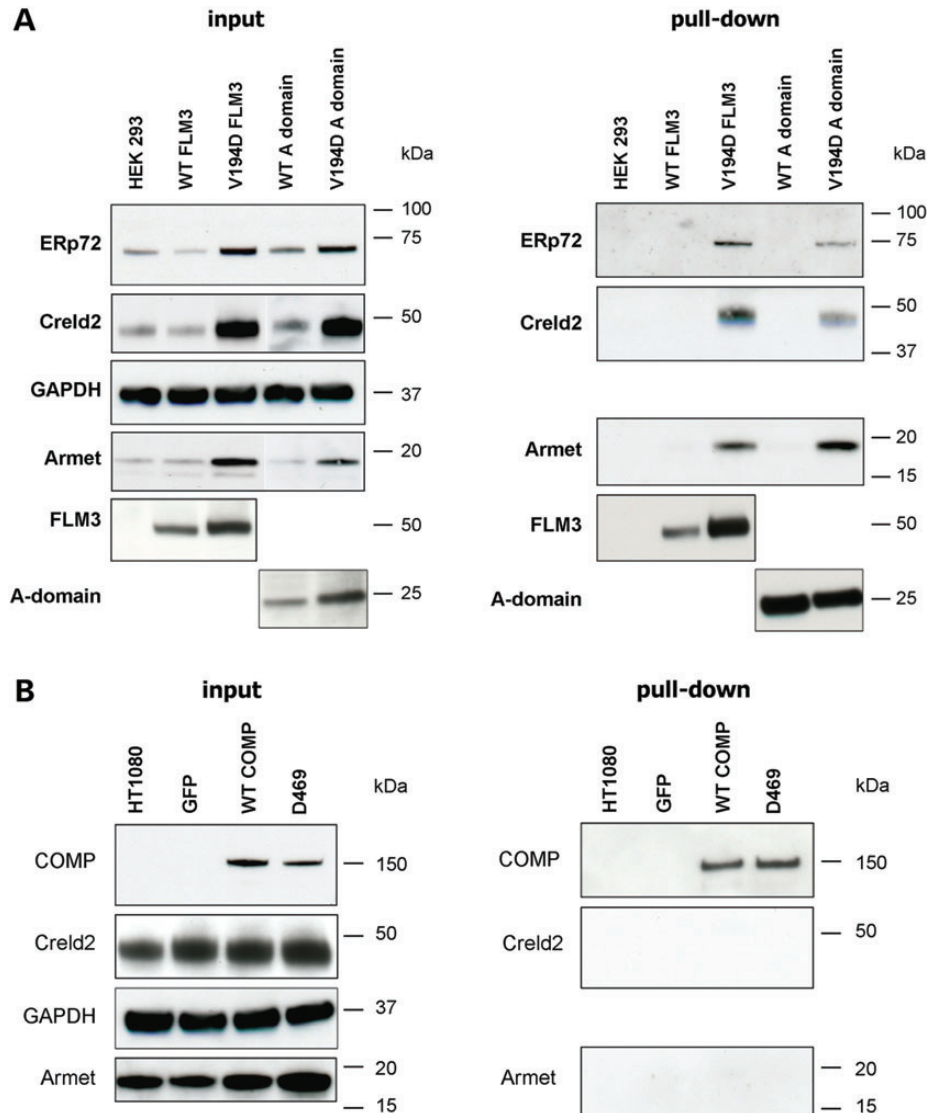 A
input
pull-down
HEK 293
WT FLM3
V194D FLM3
WT A domain
V194D A domain
kDa
HEK 293
WT FLM3
V194D FLM3
WT A domain
V194D A domain
kDa
ERp72
100
75
Creld2
50
GAPDH
37
Armet
20
FLM3
50
A-domain
25
ERp72
100
75
Creld2
50
37
Armet
20
15
FLM3
50
A-domain
25
B
input
pull-down
HT1080
GFP
WT COMP
D469
kDa
HT1080
GFP
WT COMP
D469
kDa
COMP
150
Creld2
50
GAPDH
37
Armet
20
15
COMP
150
Creld2
50
Armet
20
15